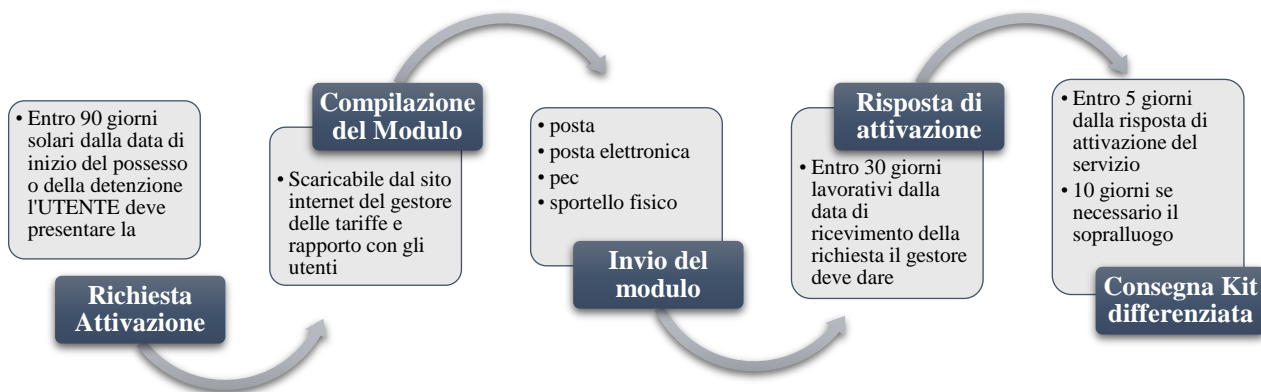 • Entro 90 giorni
solari dalla data di
inizio del possesso
o della detenzione
l'UTENTE deve
presentare la
Richiesta
Attivazione
Compilazione
del Modulo
• Scaricabile dal sito
internet del gestore
delle tariffe e
rapporto con gli
utenti
• posta
• posta elettronica
• pec
• sportello fisico
Invio del
modulo
Risposta di
attivazione
• Entro 30 giorni
lavorativi dalla
data di
ricevimento della
richiesta il gestore
deve dare
• Entro 5 giorni
dalla risposta di
attivazione del
servizio
• 10 giorni se
necessario il
sopralluogo
Consegna Kit
differenziata